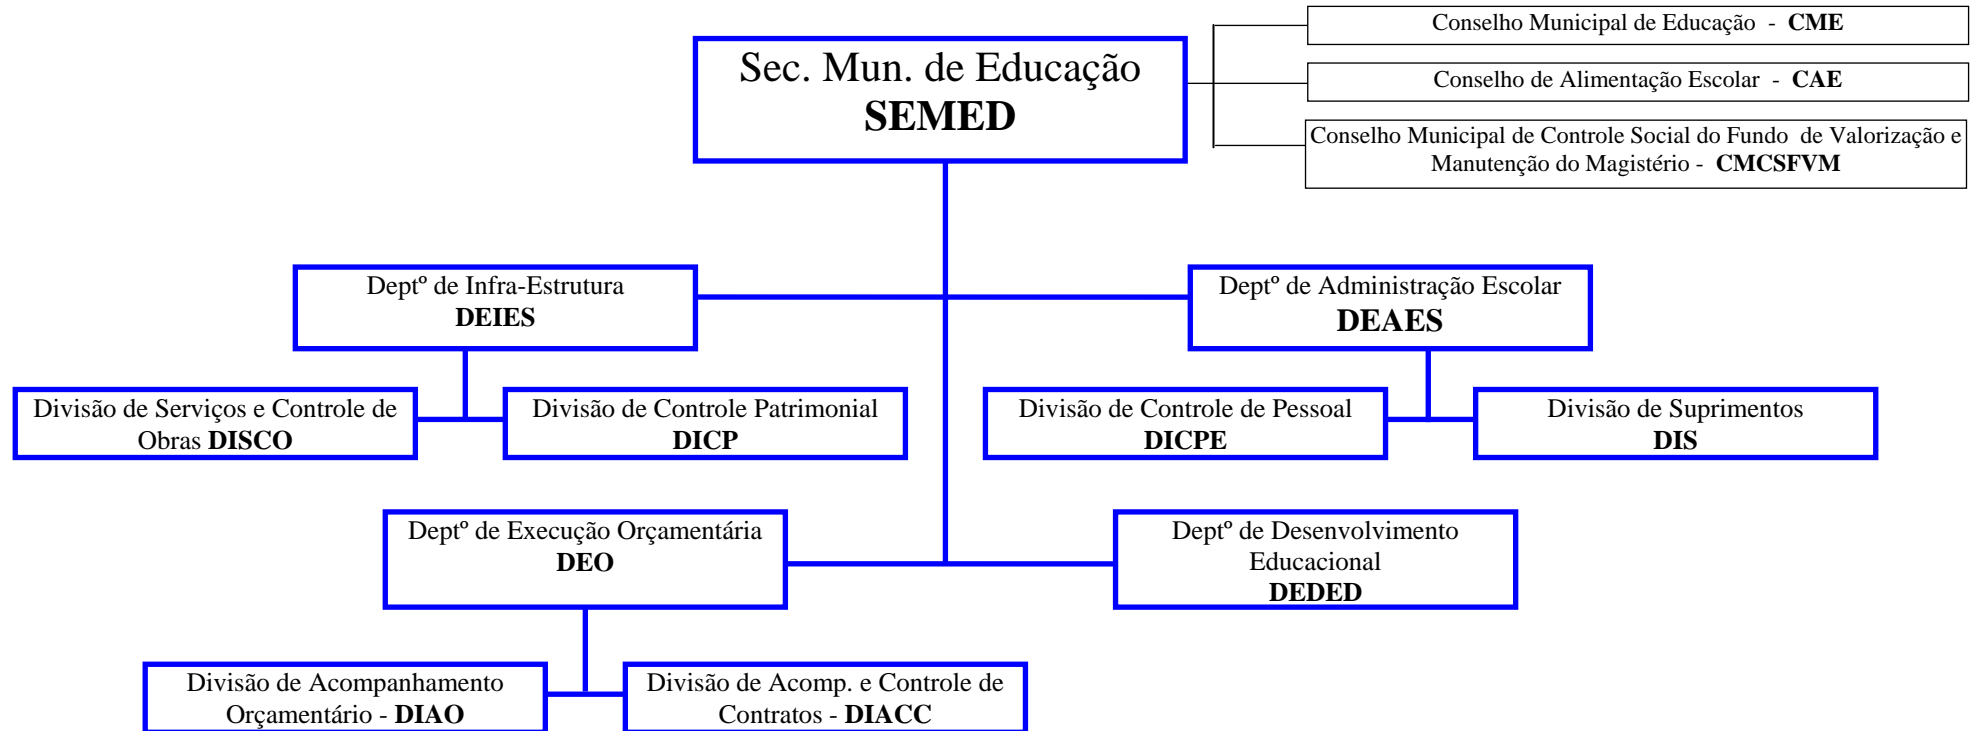 Conselho Municipal de Educação - CME
Sec. Mun. de Educação
SEMED
Conselho de Alimentação Escolar - CAE
Conselho Municipal de Controle Social do Fundo de Valorização e
Manutenção do Magistério - CMCSFVM
Deptº de Infra-Estrutura
DEIES
Deptº de Administração Escolar
DEAES
Divisão de Serviços e Controle de
Obras DISCO
Divisão de Controle Patrimonial
DICP
Divisão de Controle de Pessoal
DICPE
Divisão de Suprimentos
DIS
Deptº de Execução Orçamentária
DEO
Deptº de Desenvolvimento
Educacional
DEDED
Divisão de Acompanhamento
Orçamentário - DIAO
Divisão de Acomp. e Controle de
Contratos - DIACC